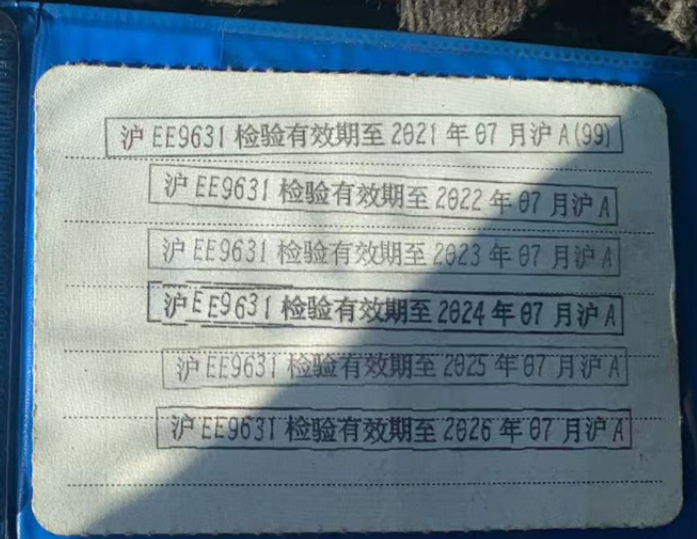 沪 EE9631 检验有效期至 2021 年 07 月沪 A(99)
沪 EE9631 检验有效期至 2022 年 07 月沪 A
沪 EE9631 检验有效期至 2023 年 07 月沪 A
沪 EE9631 检验有效期至 2024 年 07 月沪 A
沪 EE9631 检验有效期至 2025 年 07 月沪 A
沪 EE9631 检验有效期至 2026 年 07 月沪 A